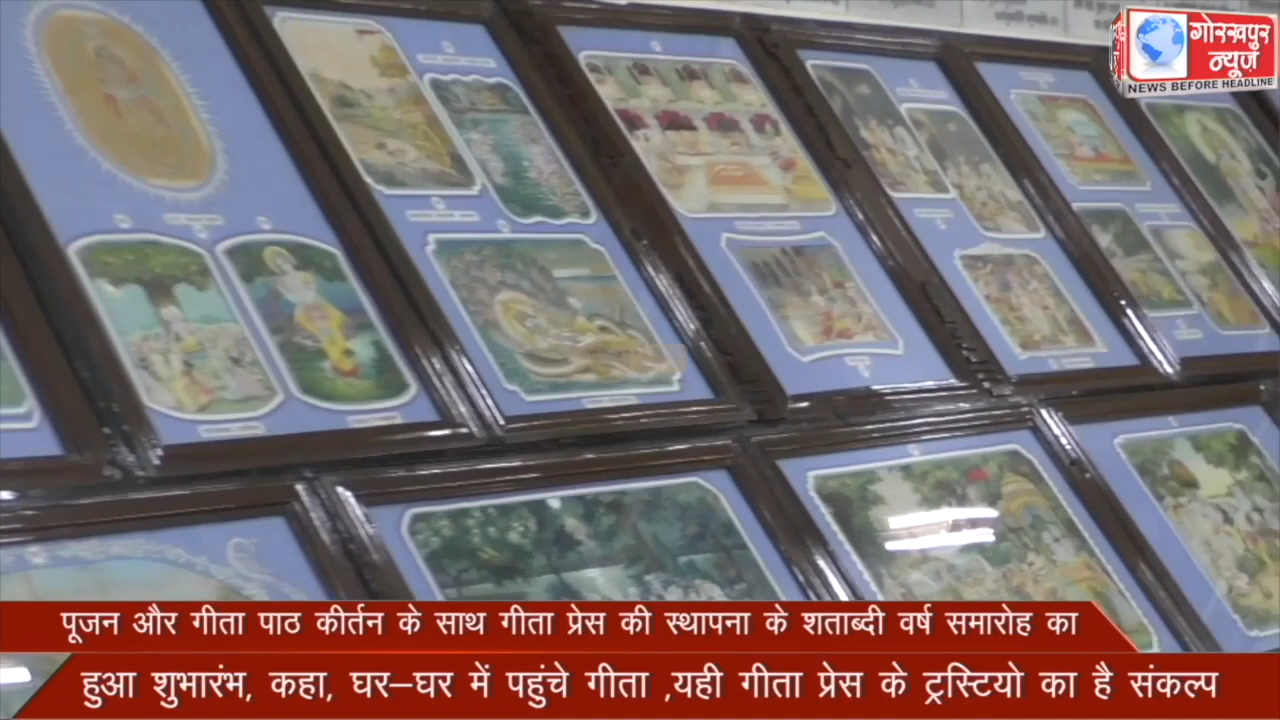 गोरखपुर
न्यूज़
NEWS BEFORE HEADLINE
पूजन और गीता पाठ कीर्तन के साथ गीता प्रेस की स्थापना के शताब्दी वर्ष समारोह का
हुआ शुभारंभ, कहा, घर–घर में पहुंचे गीता ,यही गीता प्रेस के ट्रस्टियो का है संकल्प